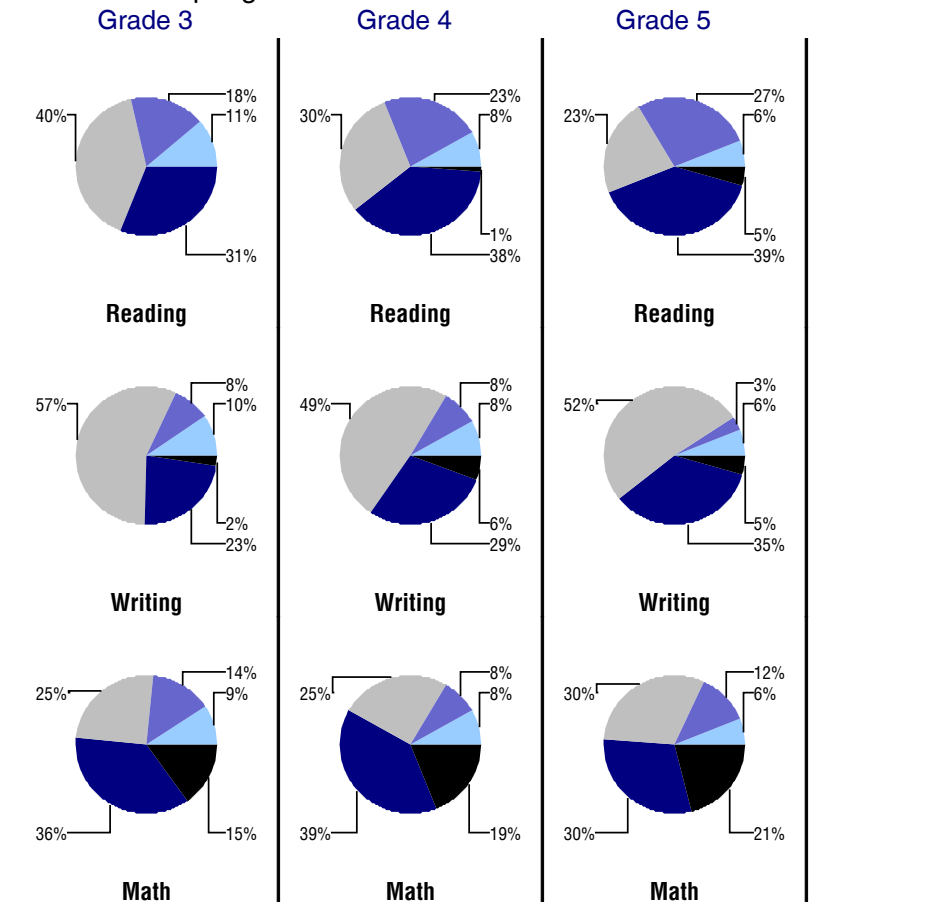 Grade 3 Grade 4 Grade 5
18% 23% 27%
40% 11% 30% 8% 23% 6%
1% 5%
31% 38% 39%
Reading Reading Reading
8% 8% 3%
57% 10% 49% 8% 52% 6%
2% 6% 5%
23% 29% 35%
Writing Writing Writing
14% 8% 12%
25% 9% 25% 8% 30% 6%
36% 15% 39% 19% 30% 21%
Math Math Math